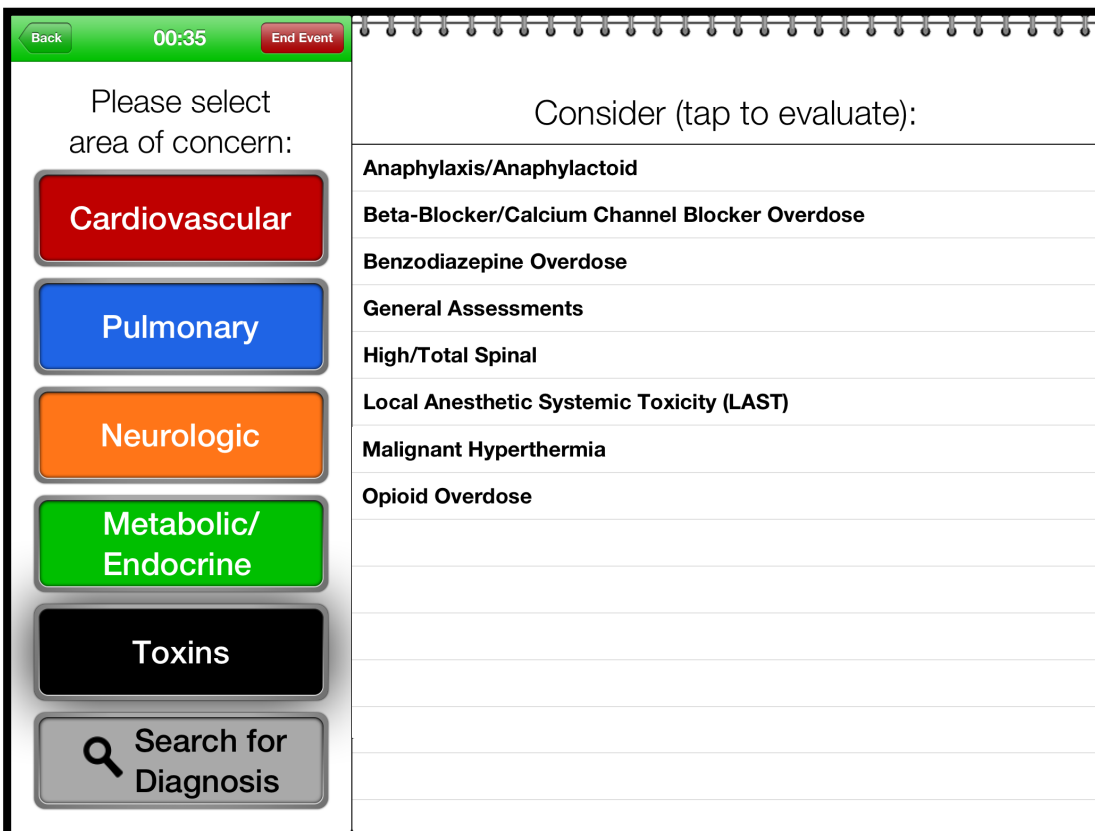 Back
00:35
End Event
Please select
area of concern:
Cardiovascular
Pulmonary
Neurologic
Metabolic/
Endocrine
Toxins
Search for
Diagnosis
Consider (tap to evaluate):
Anaphylaxis/Anaphylactoid
Beta-Blocker/Calcium Channel Blocker Overdose
Benzodiazepine Overdose
General Assessments
High/Total Spinal
Local Anesthetic Systemic Toxicity (LAST)
Malignant Hyperthermia
Opioid Overdose